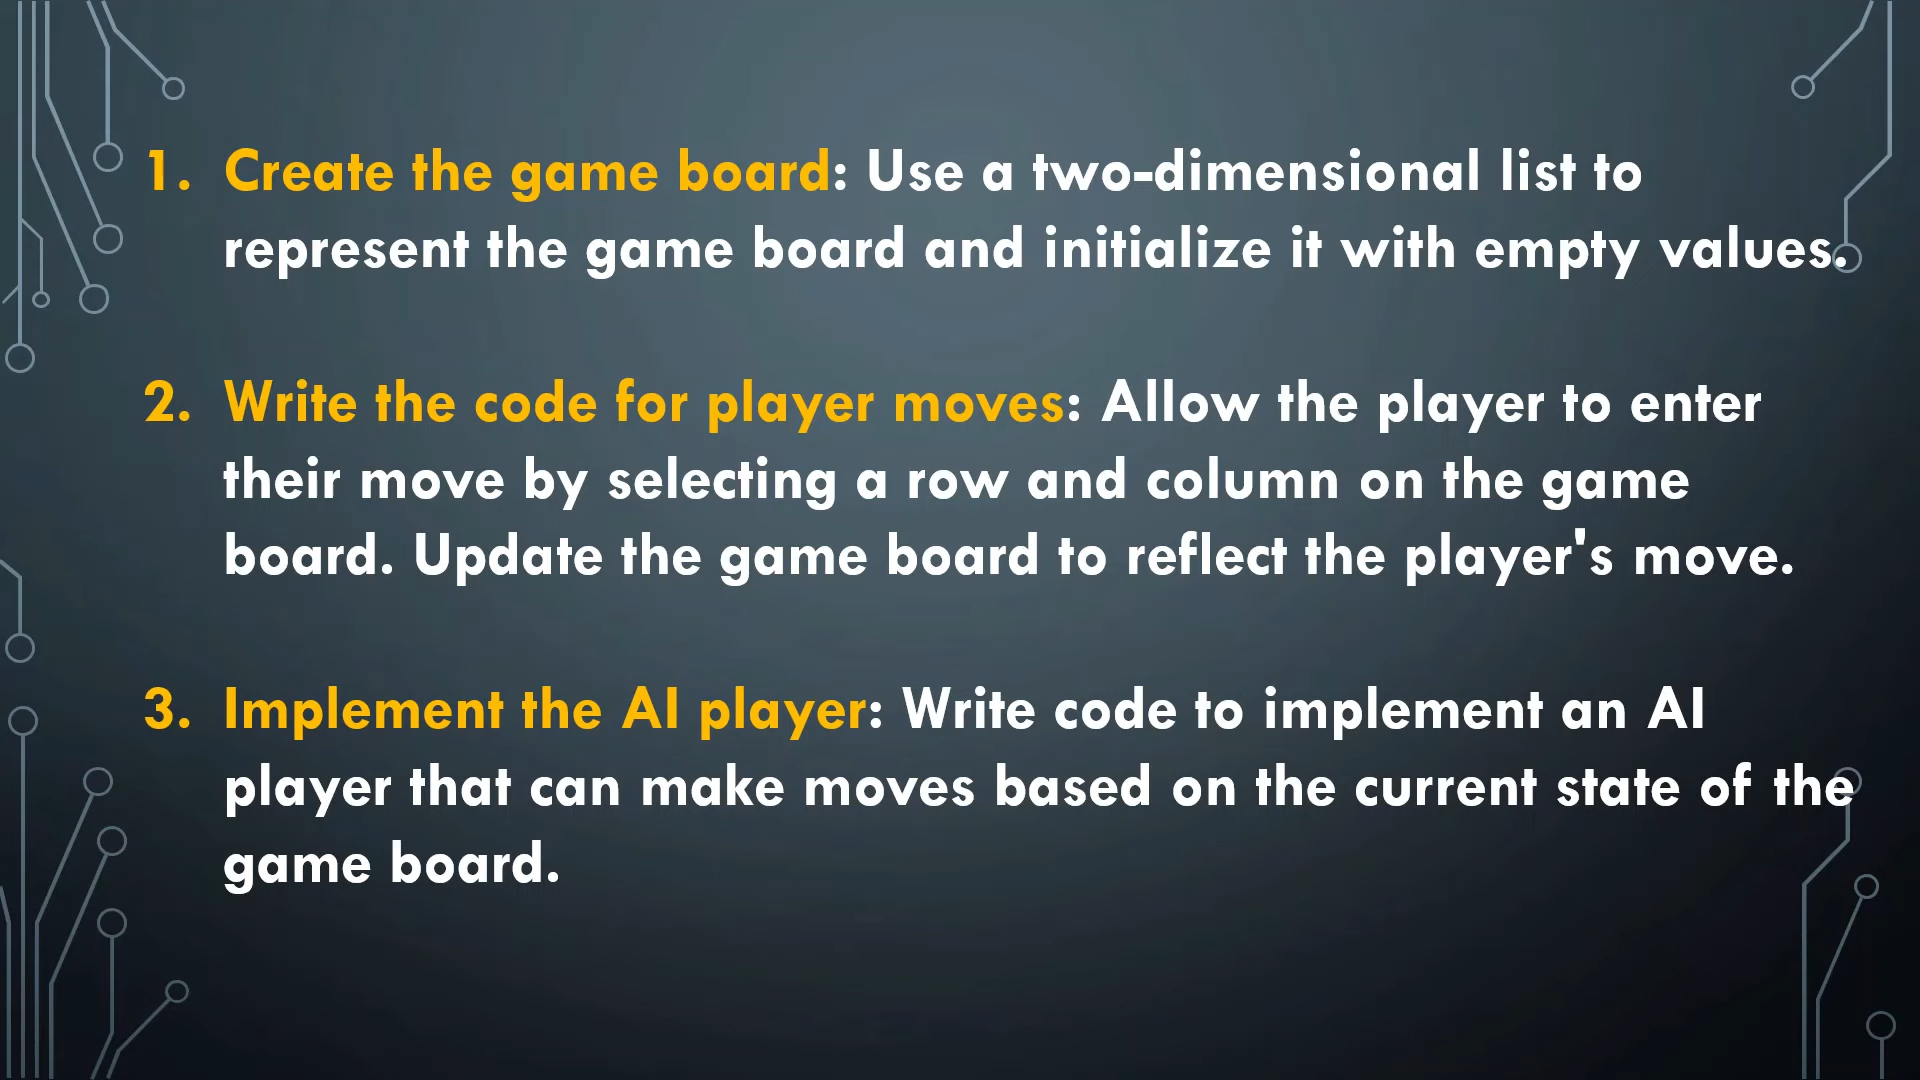 1. Create the game board: Use a two-dimensional list to
represent the game board and initialize it with empty values.
2. Write the code for player moves: Allow the player to enter
their move by selecting a row and column on the game
board. Update the game board to reflect the player's move.
3. Implement the AI player: Write code to implement an AI
player that can make moves based on the current state of the
game board.